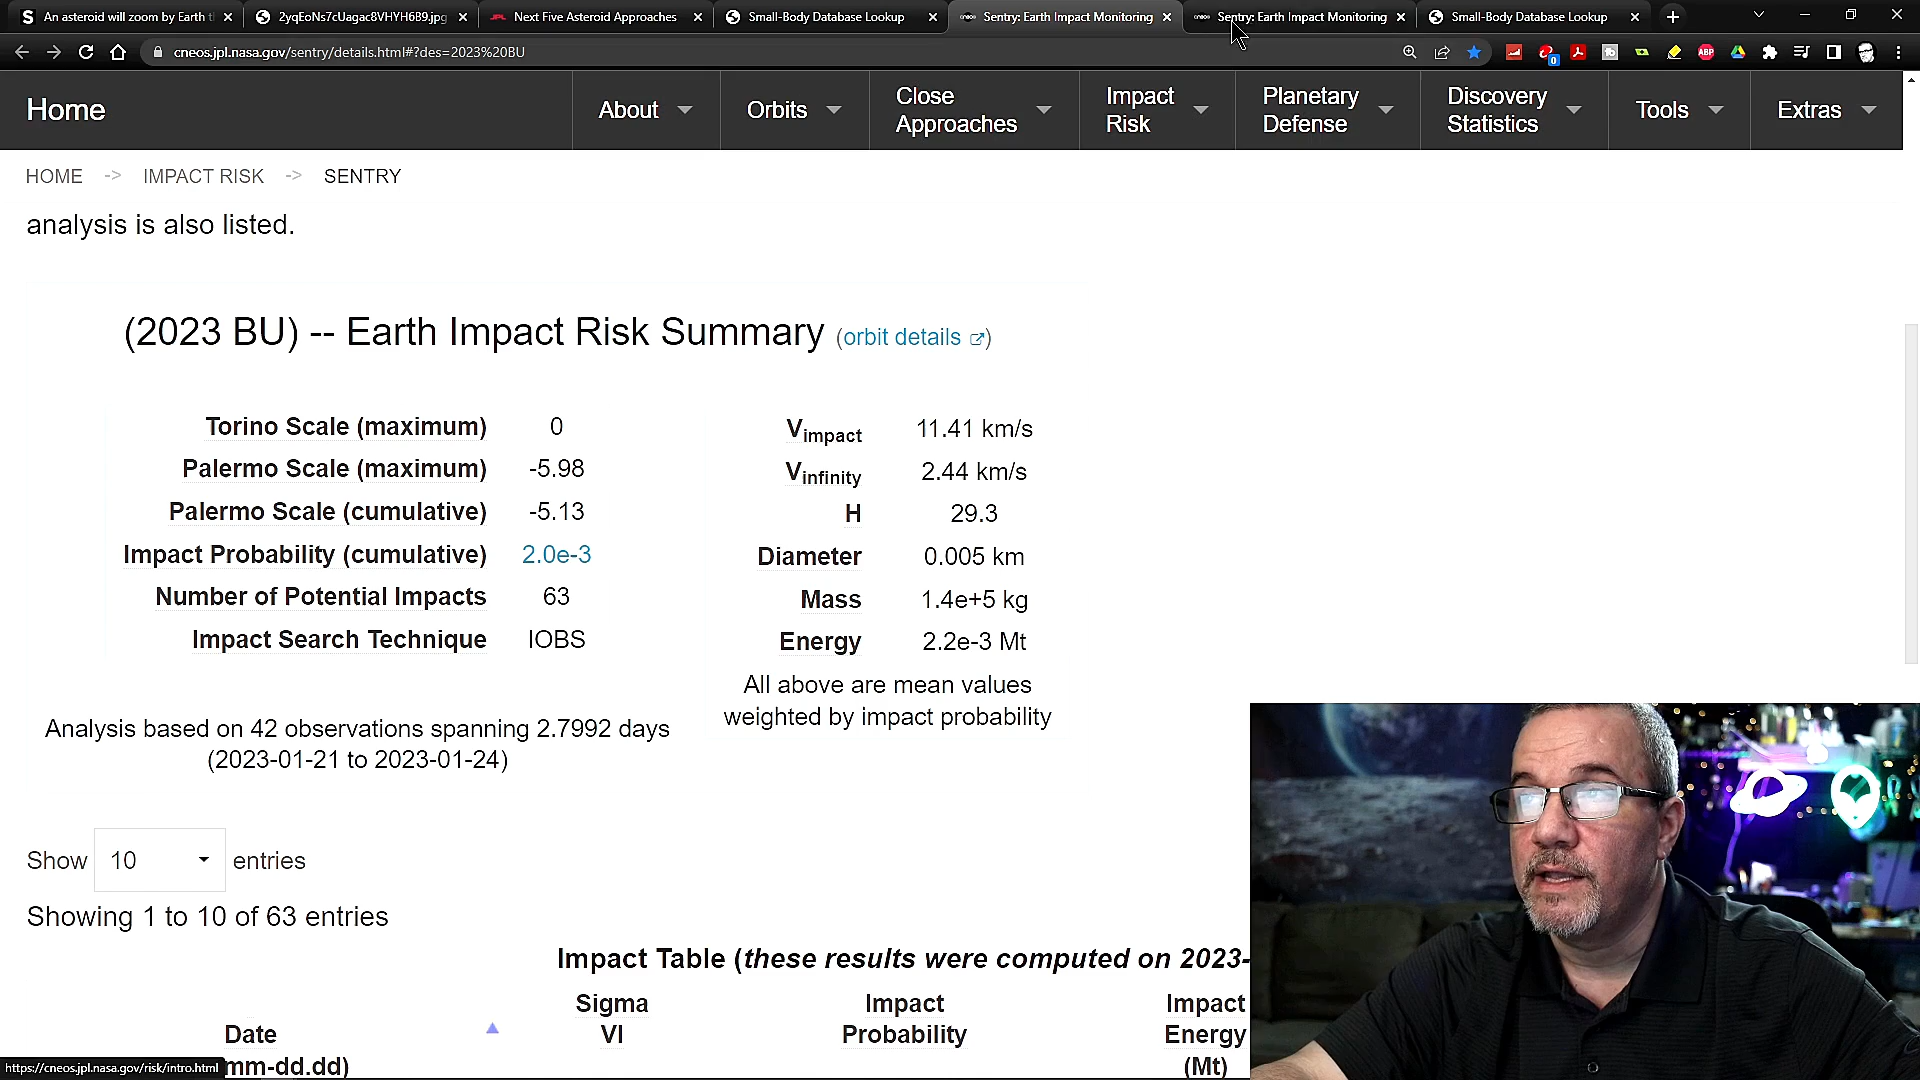 An asteroid will zoom by Earth t
2yqEoNs7cUagac8VHYH6B9.jpg
Next Five Asteroid Approaches
Small-Body Database Lookup
Sentry: Earth Impact Monitoring
Sentry: Earth Impact Monitoring
Small-Body Database Lookup
cneos.jpl.nasa.gov/sentry/details.html#?des=2023%20BU
Home
About
Orbits
Close
Approaches
Impact
Risk
Planetary
Defense
Discovery
Statistics
Tools
Extras
HOME -> IMPACT RISK -> SENTRY
analysis is also listed.
(2023 BU) -- Earth Impact Risk Summary (orbit details)
Torino Scale (maximum) 0
Palermo Scale (maximum) -5.98
Palermo Scale (cumulative) -5.13
Impact Probability (cumulative) 2.0e-3
Number of Potential Impacts 63
Impact Search Technique IOBS
Vimpact 11.41 km/s
Vinfinity 2.44 km/s
H 29.3
Diameter 0.005 km
Mass 1.4e+5 kg
Energy 2.2e-3 Mt
All above are mean values
weighted by impact probability
Analysis based on 42 observations spanning 2.7992 days
(2023-01-21 to 2023-01-24)
Show 10 entries
Showing 1 to 10 of 63 entries
Impact Table (these results were computed on 2023-
Date
mm-dd.dd)
Sigma
VI
Impact
Probability
Impact
Energy
(Mt)
https://cneos.jpl.nasa.gov/risk/intro.html